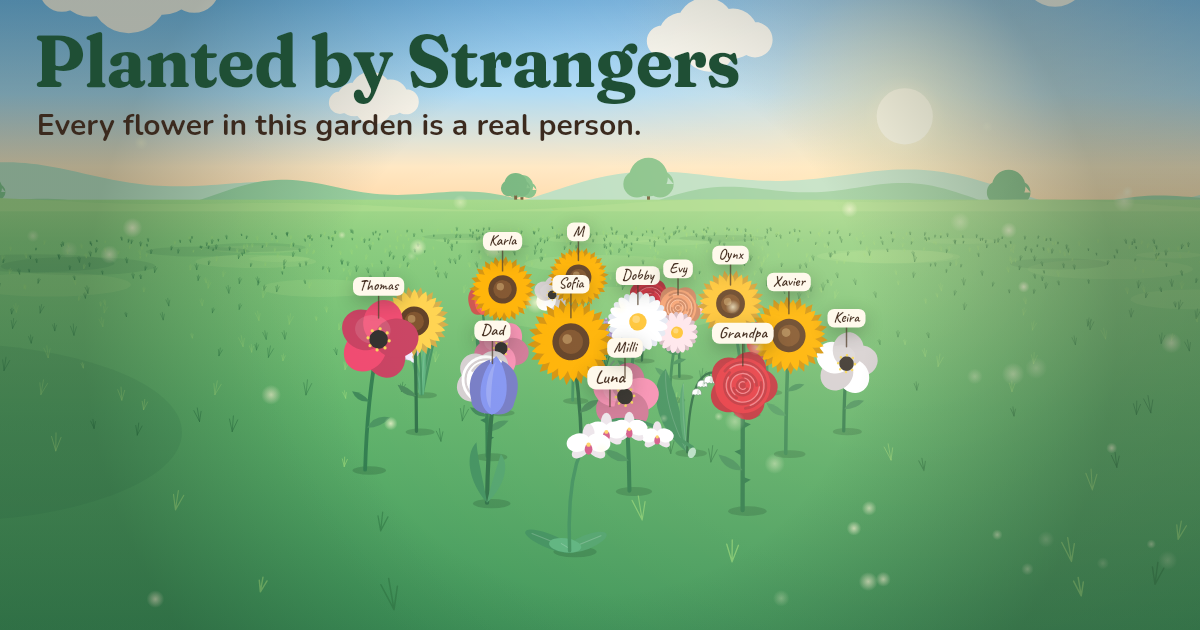 Planted by Strangers
Every flower in this garden is a real person.
M
Karla
Oynx
Evy
Dobby
Sofia
Xavier
Thomas
Keira
Dad
Grandpa
Milli
Luna